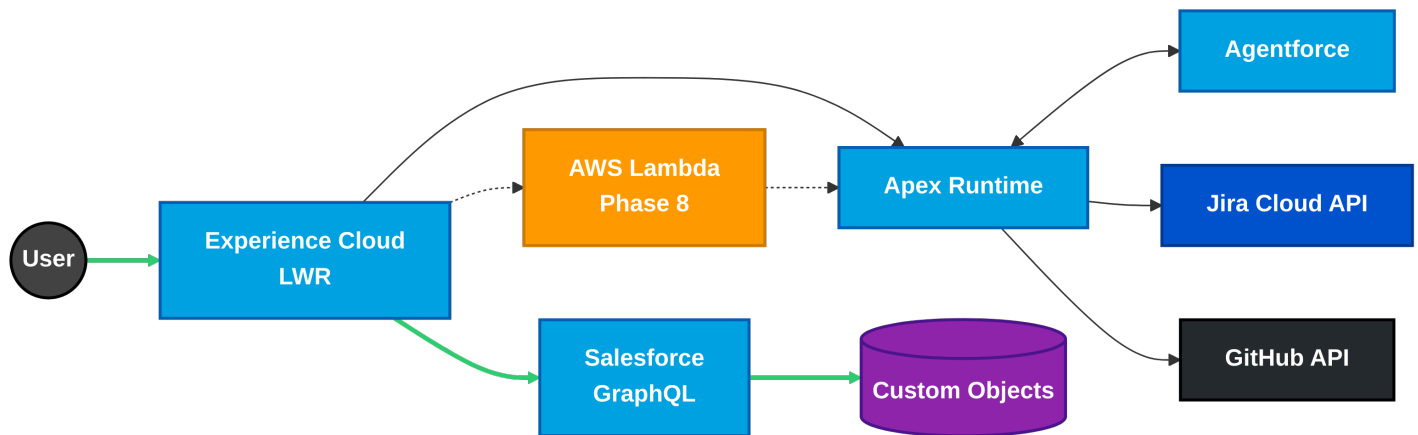 User
Experience Cloud
LWR
AWS Lambda
Phase 8
Salesforce
GraphQL
Apex Runtime
Custom Objects
Agentforce
Jira Cloud API
GitHub API